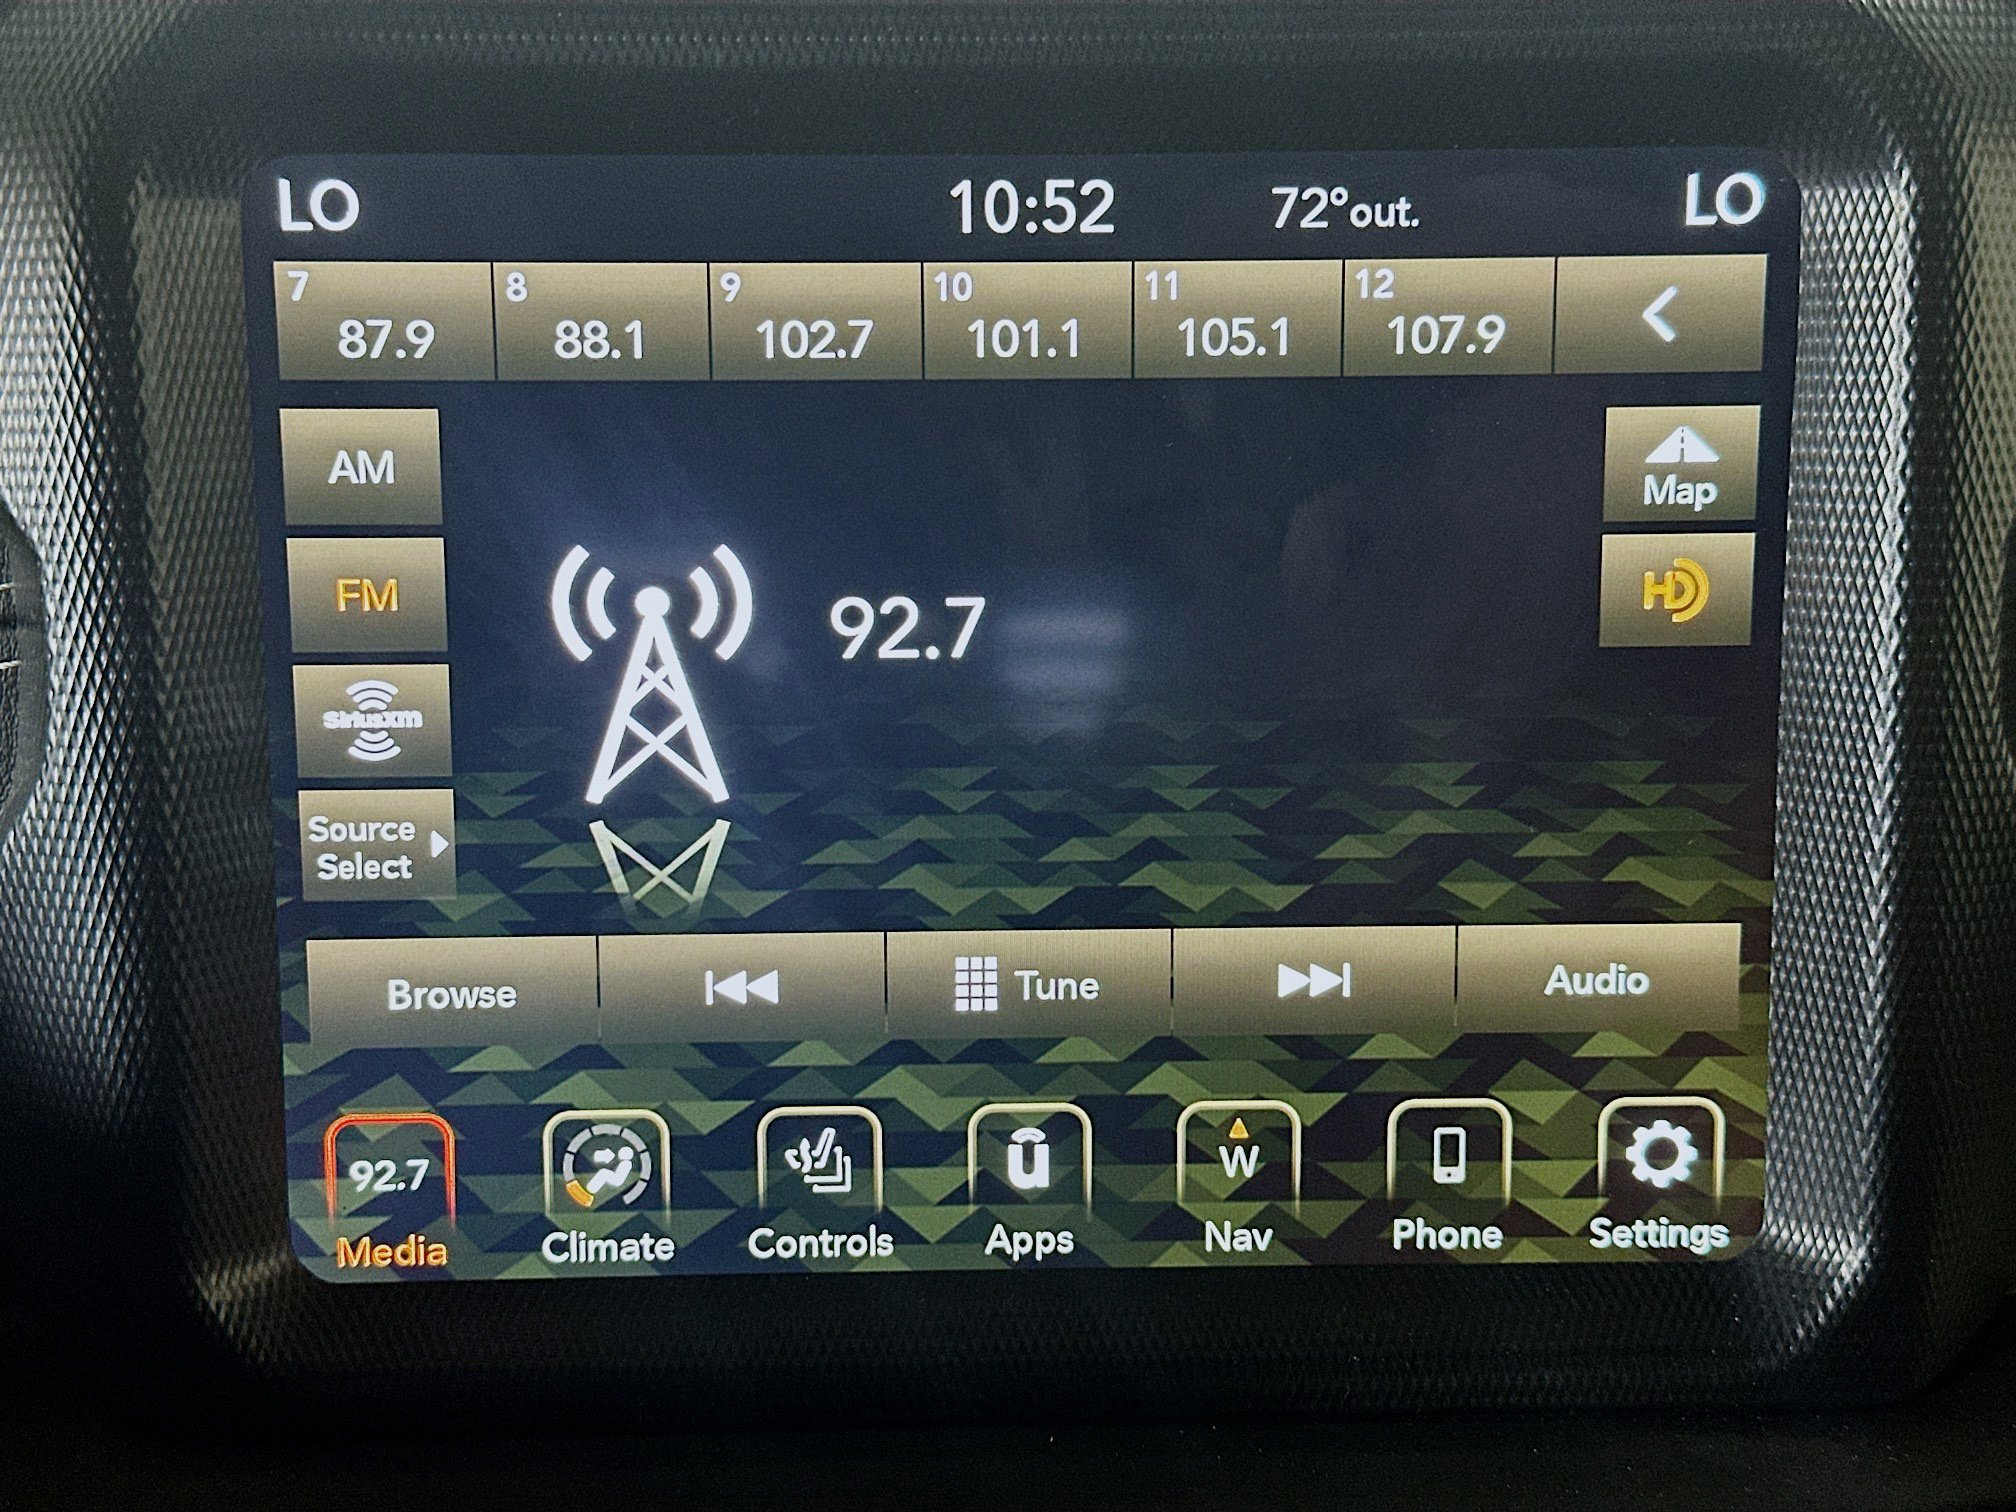 LO 10:52 72°out. LO
7 8 9 10 11 12
87.9 88.1 102.7 101.1 105.1 107.9
AM
Map
FM
HD
92.7
siriusxm
Source
Select
Browse Tune Audio
92.7 u W
Media Climate Controls Apps Nav Phone Settings